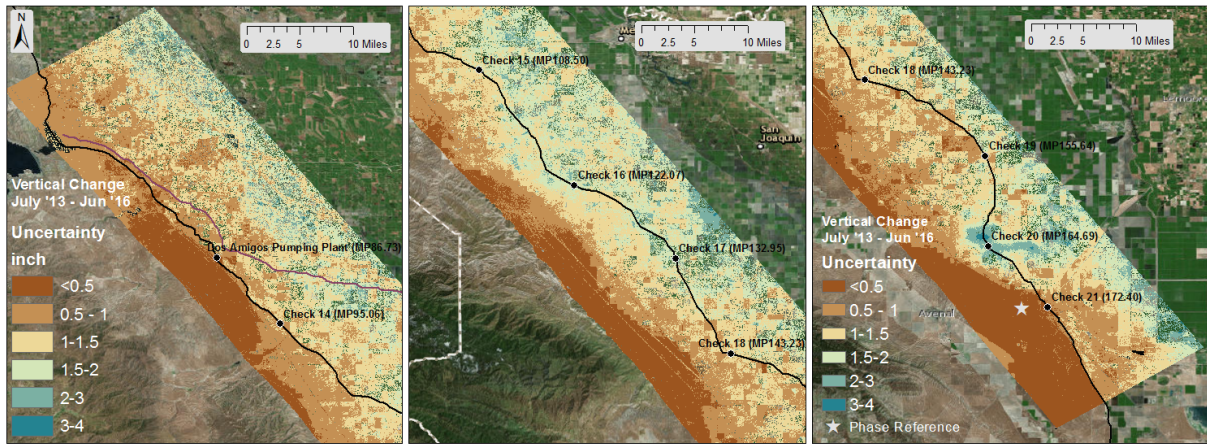 N
0 2.5 5 10 Miles
Dos Amigos Pumping Plant (MP86.73)
Check 14 (MP95.06)
Vertical Change
July '13 - Jun '16
Uncertainty
inch
<0.5
0.5 - 1
1-1.5
1.5-2
2-3
3-4
0 2.5 5 10 Miles
Check 15 (MP108.50)
San
Joaquin
Check 16 (MP122.07)
Check 17 (MP132.95)
Check 18 (MP143.23)
0 2.5 5 10 Miles
Check 18 (MP143.23)
Check 19 (MP155.64)
Check 20 (MP164.69)
Check 21 (172.40)
Avenal
Vertical Change
July '13 - Jun '16
Uncertainty
<0.5
0.5 - 1
1-1.5
1.5-2
2-3
3-4
Phase Reference